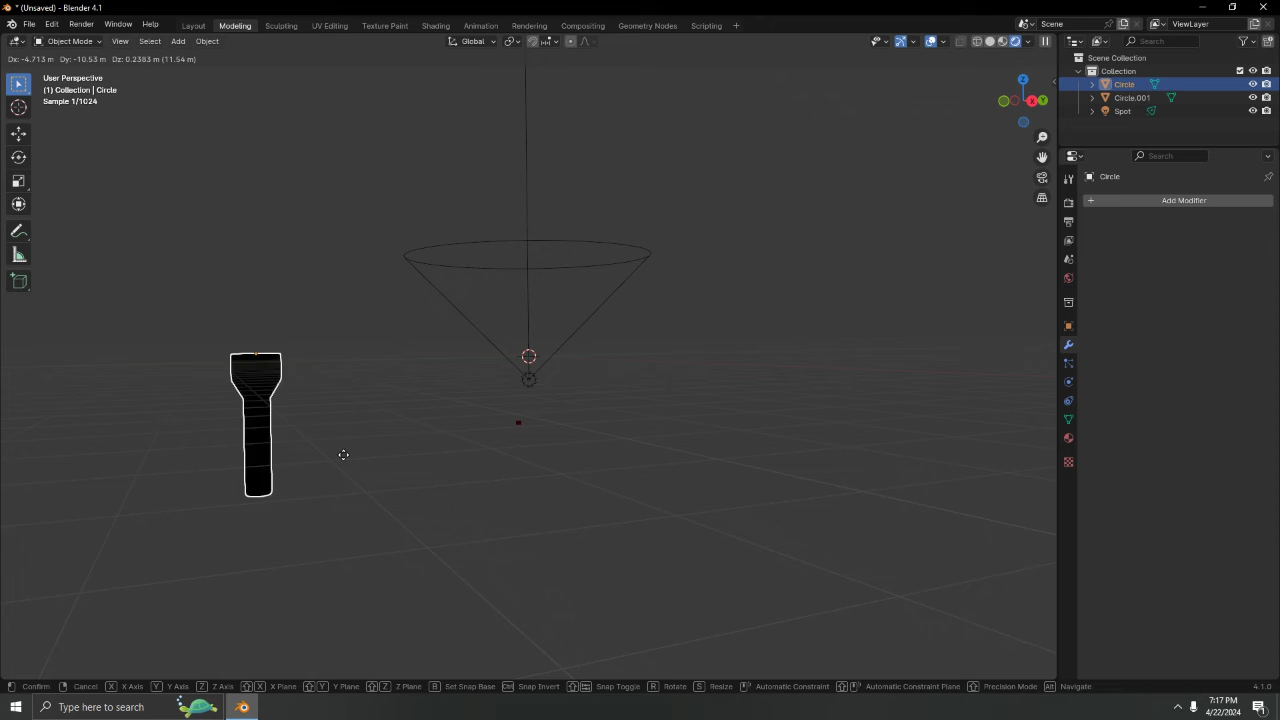 * (Unsaved) - Blender 4.1
File Edit Render Window Help Layout Modeling Sculpting UV Editing Texture Paint Shading Animation Rendering Compositing Geometry Nodes Scripting + Scene ViewLayer
Object Mode View Select Add Object Global Search
Dx: -4.713 m Dy: -10.53 m Dz: 0.2383 m (11.54 m)
User Perspective
(1) Collection | Circle
Sample 1/1024
Z
X
Y
Scene Collection
Collection
Circle
Circle.001
Spot
Search
Circle
+ Add Modifier
Confirm Cancel X X Axis Y Y Axis Z Z Axis X X Plane Y Y Plane Z Z Plane B Set Snap Base Ctrl Snap Invert Snap Toggle R Rotate S Resize Automatic Constraint Automatic Constraint Plane Precision Mode Alt Navigate 4.1.0
Type here to search
7:17 PM
4/22/2024
1